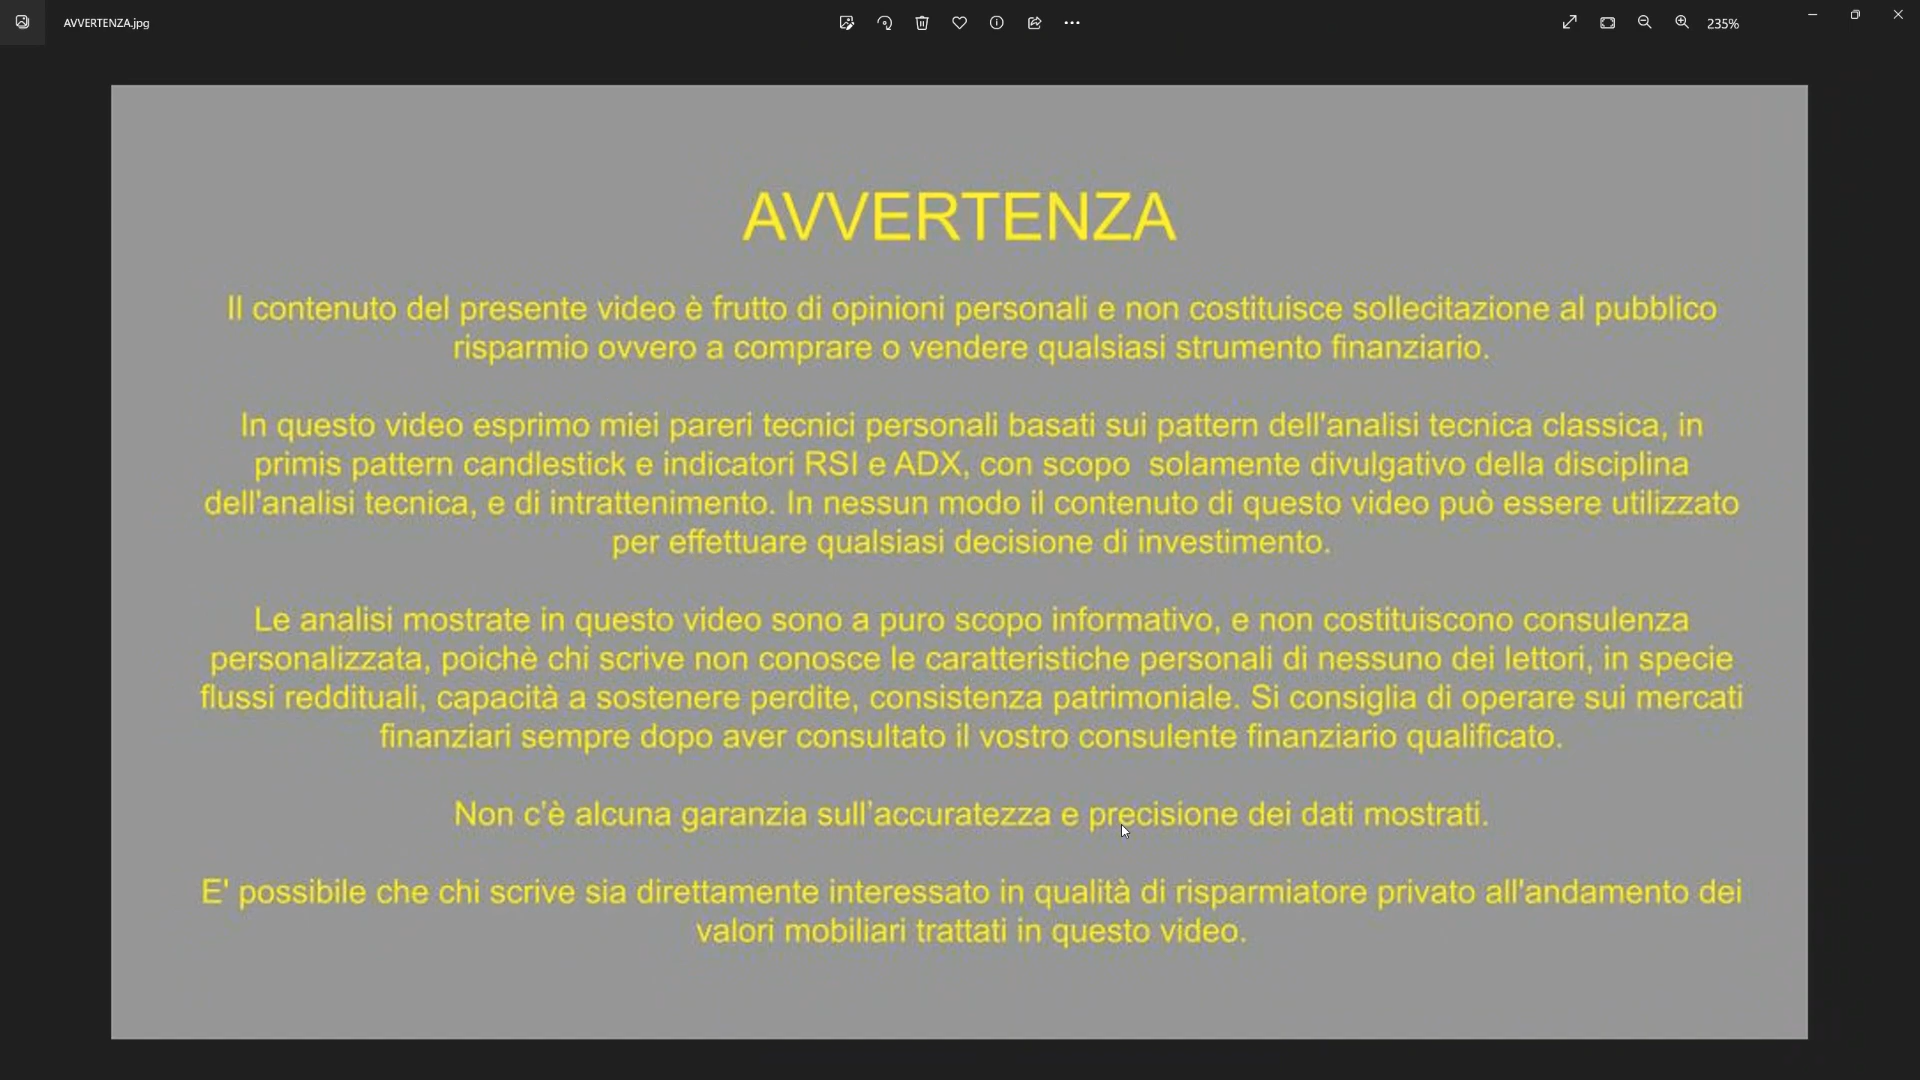 AVVERTENZA.jpg
235%
AVVERTENZA
Il contenuto del presente video è frutto di opinioni personali e non costituisce sollecitazione al pubblico
risparmio ovvero a comprare o vendere qualsiasi strumento finanziario.
In questo video esprimo miei pareri tecnici personali basati sui pattern dell'analisi tecnica classica, in
primis pattern candlestick e indicatori RSI e ADX, con scopo  solamente divulgativo della disciplina
dell'analisi tecnica, e di intrattenimento. In nessun modo il contenuto di questo video può essere utilizzato
per effettuare qualsiasi decisione di investimento.
Le analisi mostrate in questo video sono a puro scopo informativo, e non costituiscono consulenza
personalizzata, poichè chi scrive non conosce le caratteristiche personali di nessuno dei lettori, in specie
flussi reddituali, capacità a sostenere perdite, consistenza patrimoniale. Si consiglia di operare sui mercati
finanziari sempre dopo aver consultato il vostro consulente finanziario qualificato.
Non c’è alcuna garanzia sull’accuratezza e precisione dei dati mostrati.
E' possibile che chi scrive sia direttamente interessato in qualità di risparmiatore privato all'andamento dei
valori mobiliari trattati in questo video.